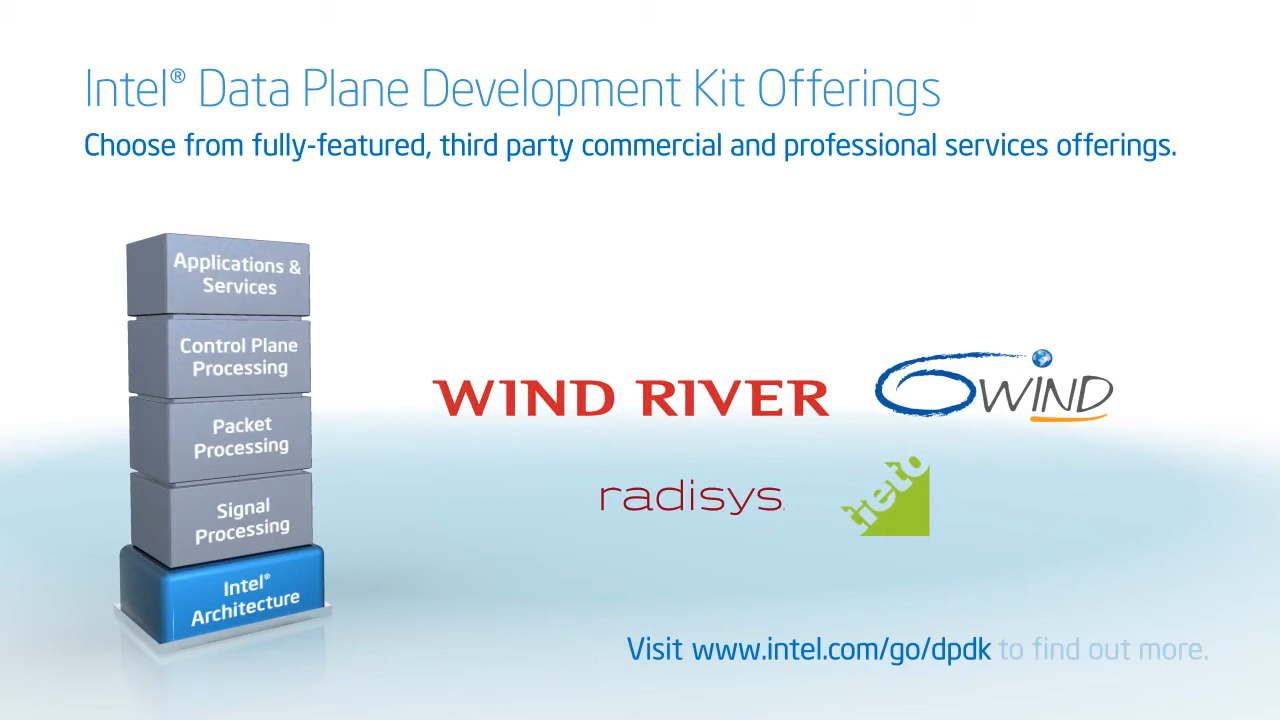 Intel® Data Plane Development Kit Offerings
Choose from fully-featured, third party commercial and professional services offerings.
Applications &
Services
Control Plane
Processing
Packet
Processing
Signal
Processing
Intel®
Architecture
WIND RIVER
6WIND
radisys.
tieto
Visit www.intel.com/go/dpdk to find out more.